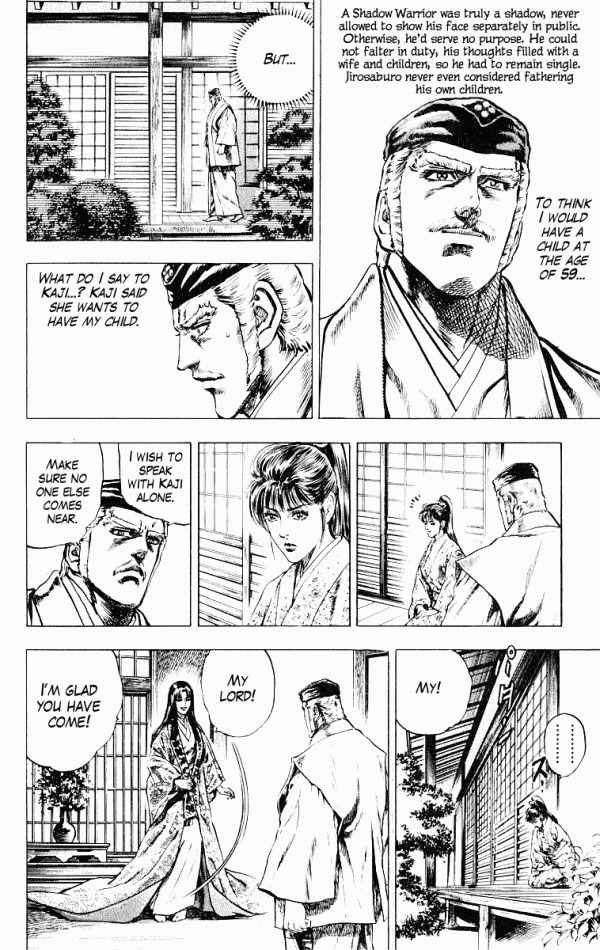 A Shadow Warrior was truly a shadow, never
allowed to show his face separately in public.
Otherwise, he'd serve no purpose. He could
not falter in duty, his thoughts filled with a
wife and children, so he had to remain single.
Jirosaburo never even considered fathering
his own children.
TO THINK
I WOULD
HAVE A
CHILD AT
THE AGE
OF 59...
BUT...
WHAT DO I SAY TO
KAJI...? KAJI SAID
SHE WANTS TO
HAVE MY CHILD.
I WISH TO
SPEAK
WITH KAJI
ALONE.
MAKE
SURE NO
ONE ELSE
COMES
NEAR.
MY!
MY
LORD!
I'M GLAD
YOU HAVE
COME!